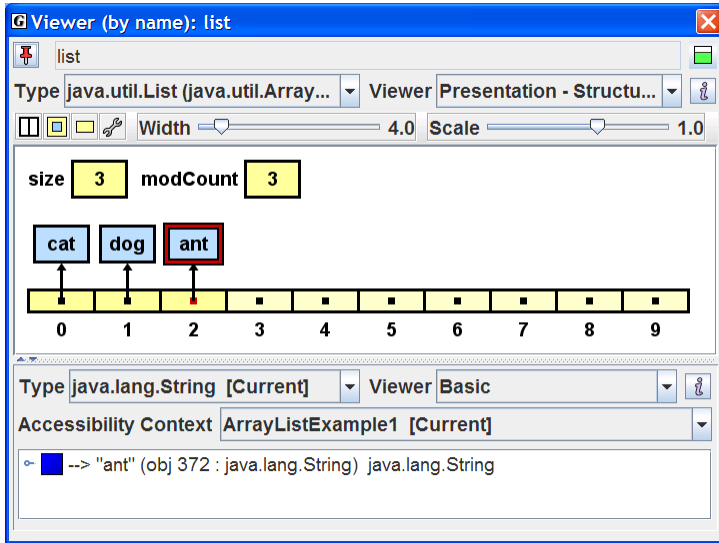 G Viewer (by name): list
list
Type java.util.List (java.util.Array... Viewer Presentation - Structu... i
Width 4.0 Scale 1.0
size 3 modCount 3
cat dog ant
0 1 2 3 4 5 6 7 8 9
Type java.lang.String [Current] Viewer Basic i
Accessibility Context ArrayListExample1 [Current]
--> "ant" (obj 372 : java.lang.String) java.lang.String